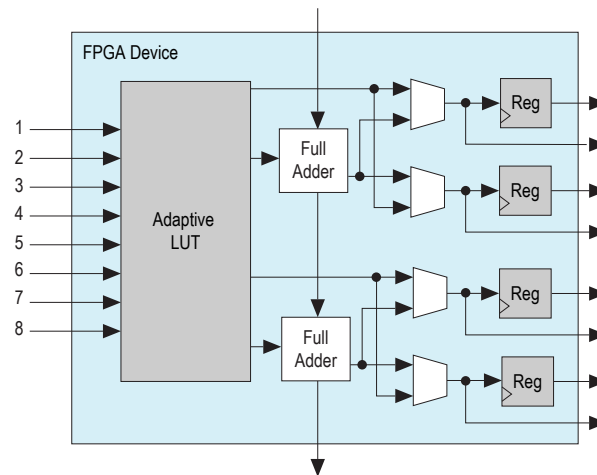 FPGA Device
1
2
3
4
5
6
7
8
Adaptive
LUT
Full
Adder
Full
Adder
Reg
Reg
Reg
Reg